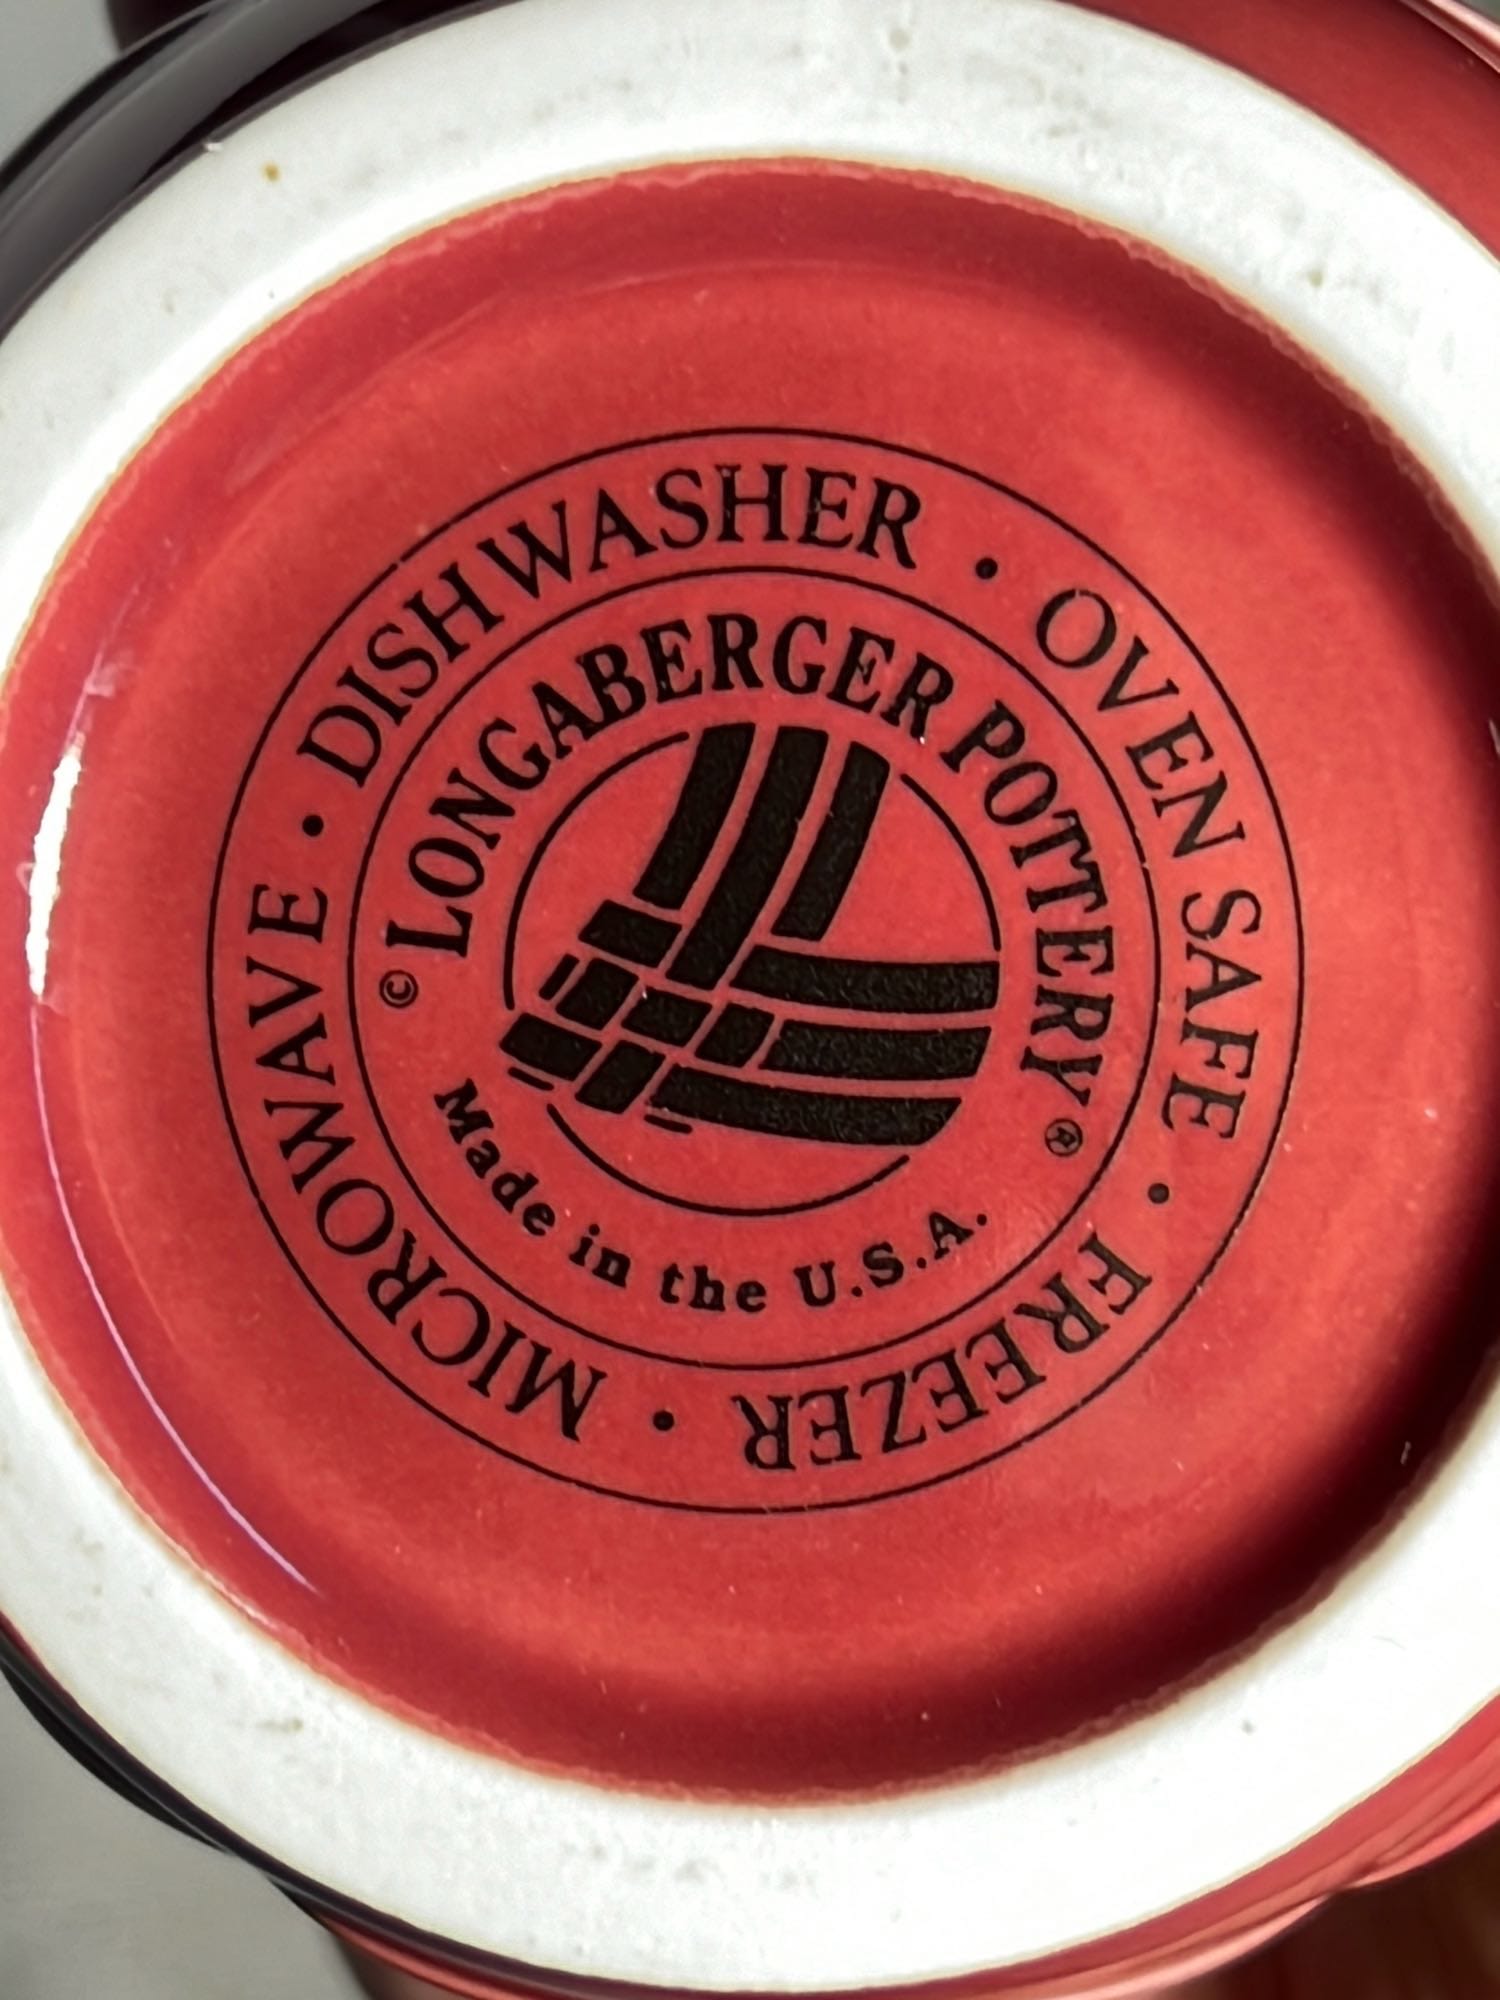 MICROWAVE • DISHWASHER • OVEN SAFE • FREEZER •
© LONGABERGER POTTERY ®
Made in the U.S.A.